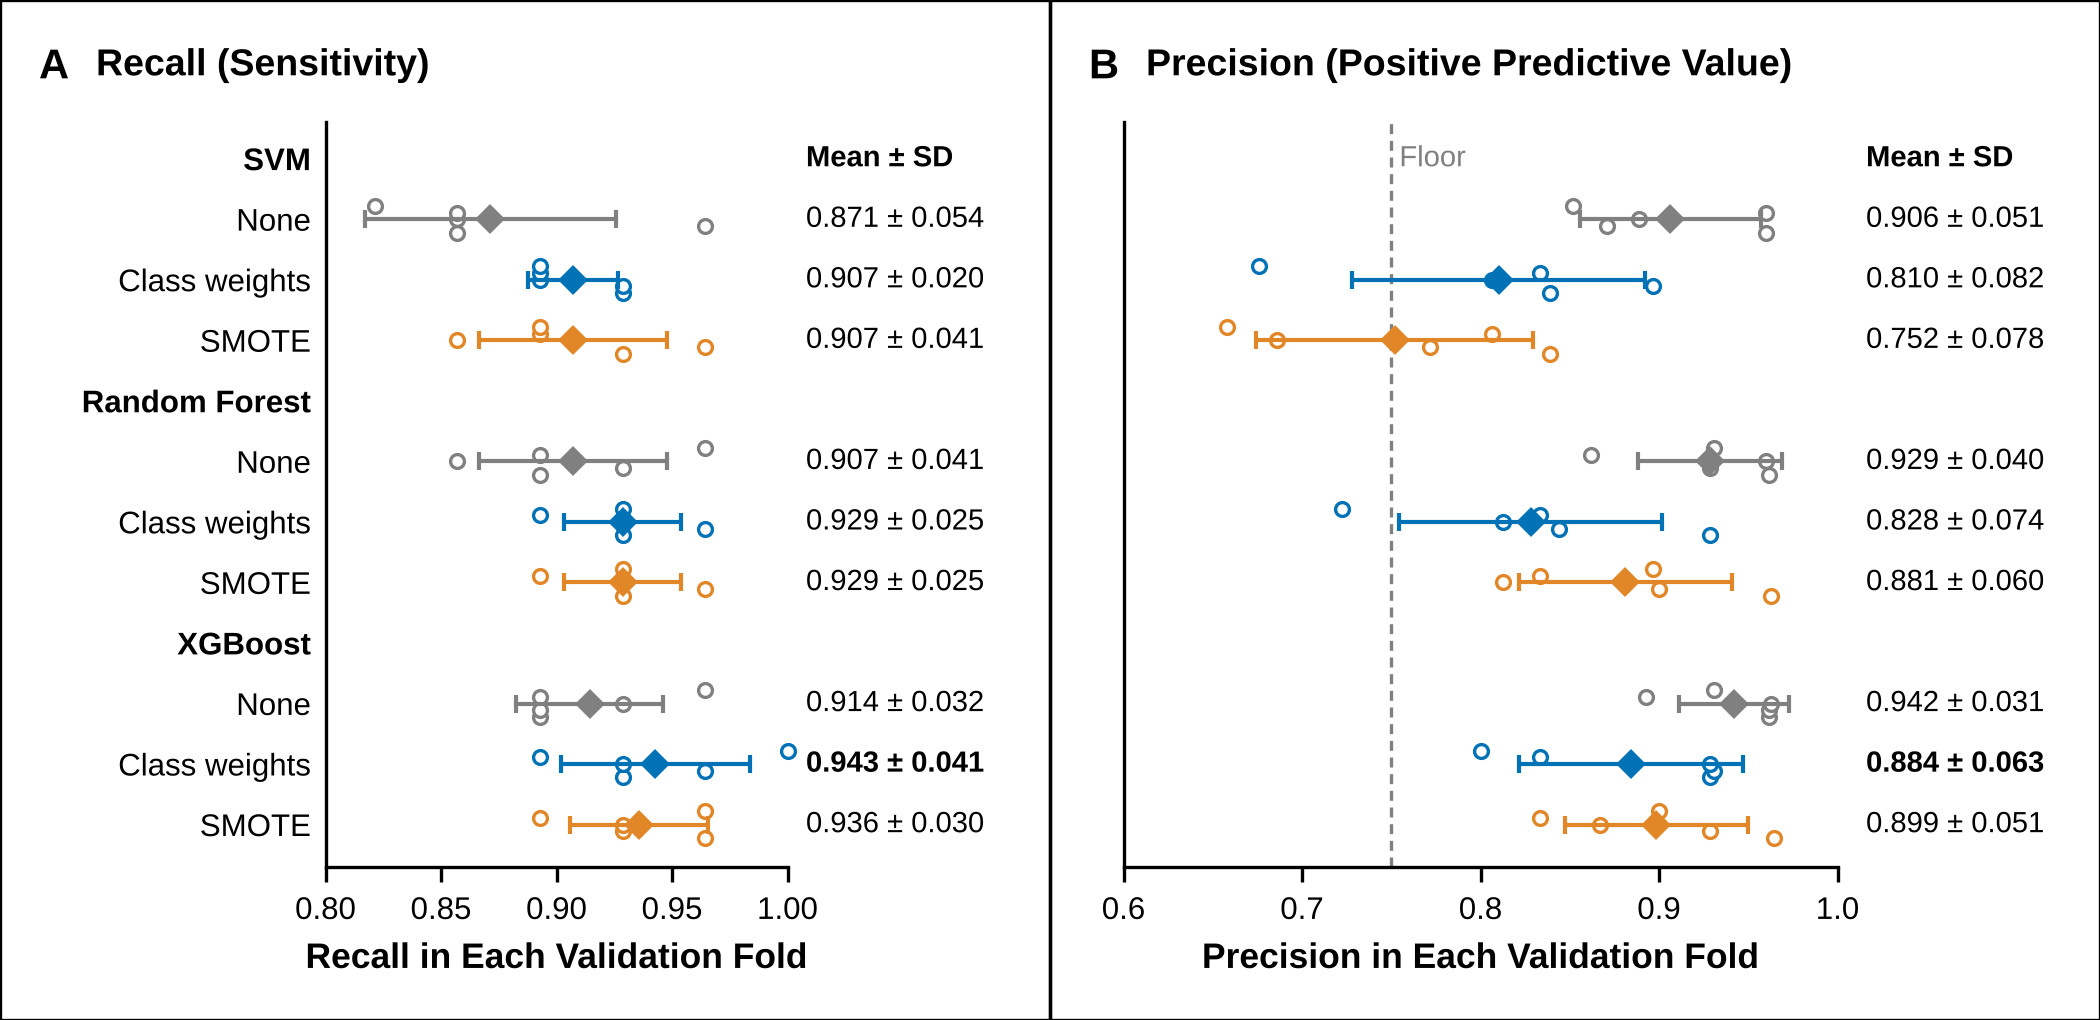 A Recall (Sensitivity)
SVM Mean ± SD
None 0.871 ± 0.054
Class weights 0.907 ± 0.020
SMOTE 0.907 ± 0.041
Random Forest
None 0.907 ± 0.041
Class weights 0.929 ± 0.025
SMOTE 0.929 ± 0.025
XGBoost
None 0.914 ± 0.032
Class weights 0.943 ± 0.041
SMOTE 0.936 ± 0.030
0.80 0.85 0.90 0.95 1.00
Recall in Each Validation Fold
B Precision (Positive Predictive Value)
Floor Mean ± SD
0.906 ± 0.051
0.810 ± 0.082
0.752 ± 0.078
0.929 ± 0.040
0.828 ± 0.074
0.881 ± 0.060
0.942 ± 0.031
0.884 ± 0.063
0.899 ± 0.051
0.6 0.7 0.8 0.9 1.0
Precision in Each Validation Fold